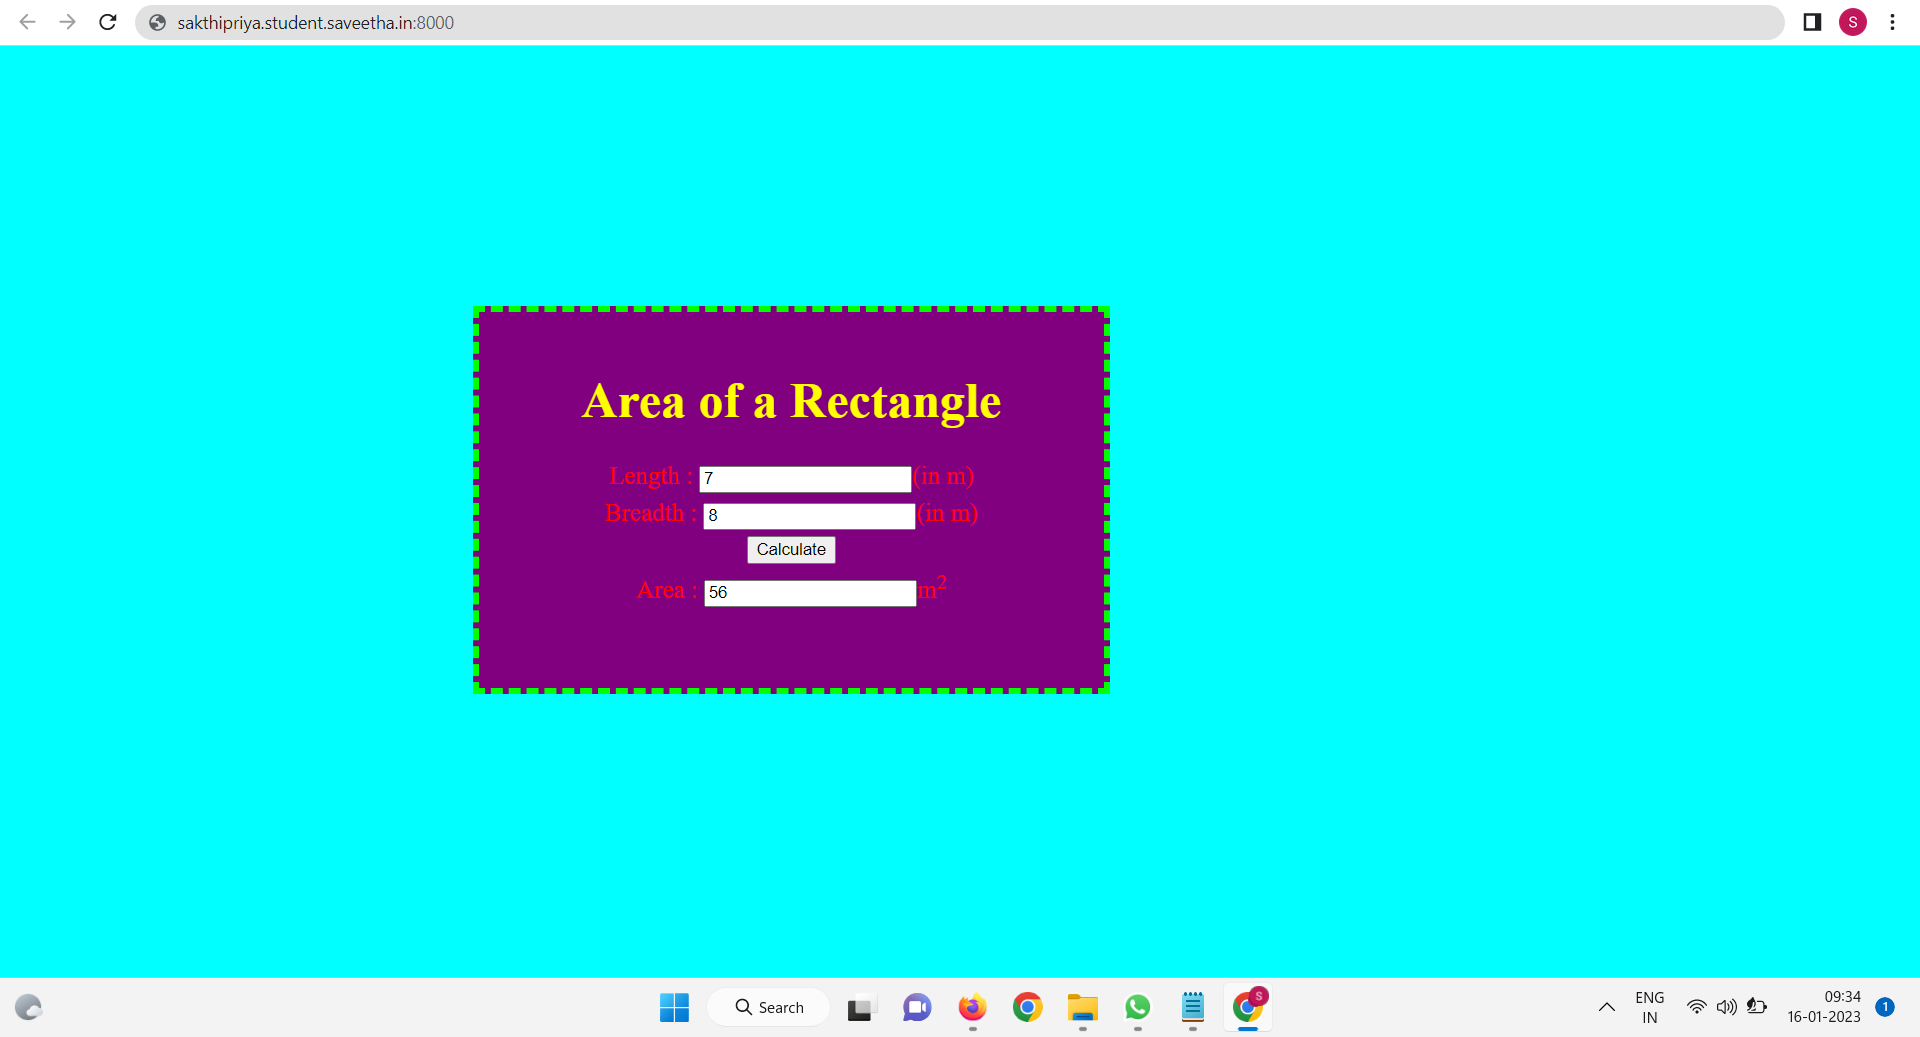 sakthipriya.student.saveetha.in:8000
S
Area of a Rectangle
Length : 7 (in m)
Breadth : 8 (in m)
Calculate
Area : 56 m²
Search
S
ENG
IN
09:34
16-01-2023
1